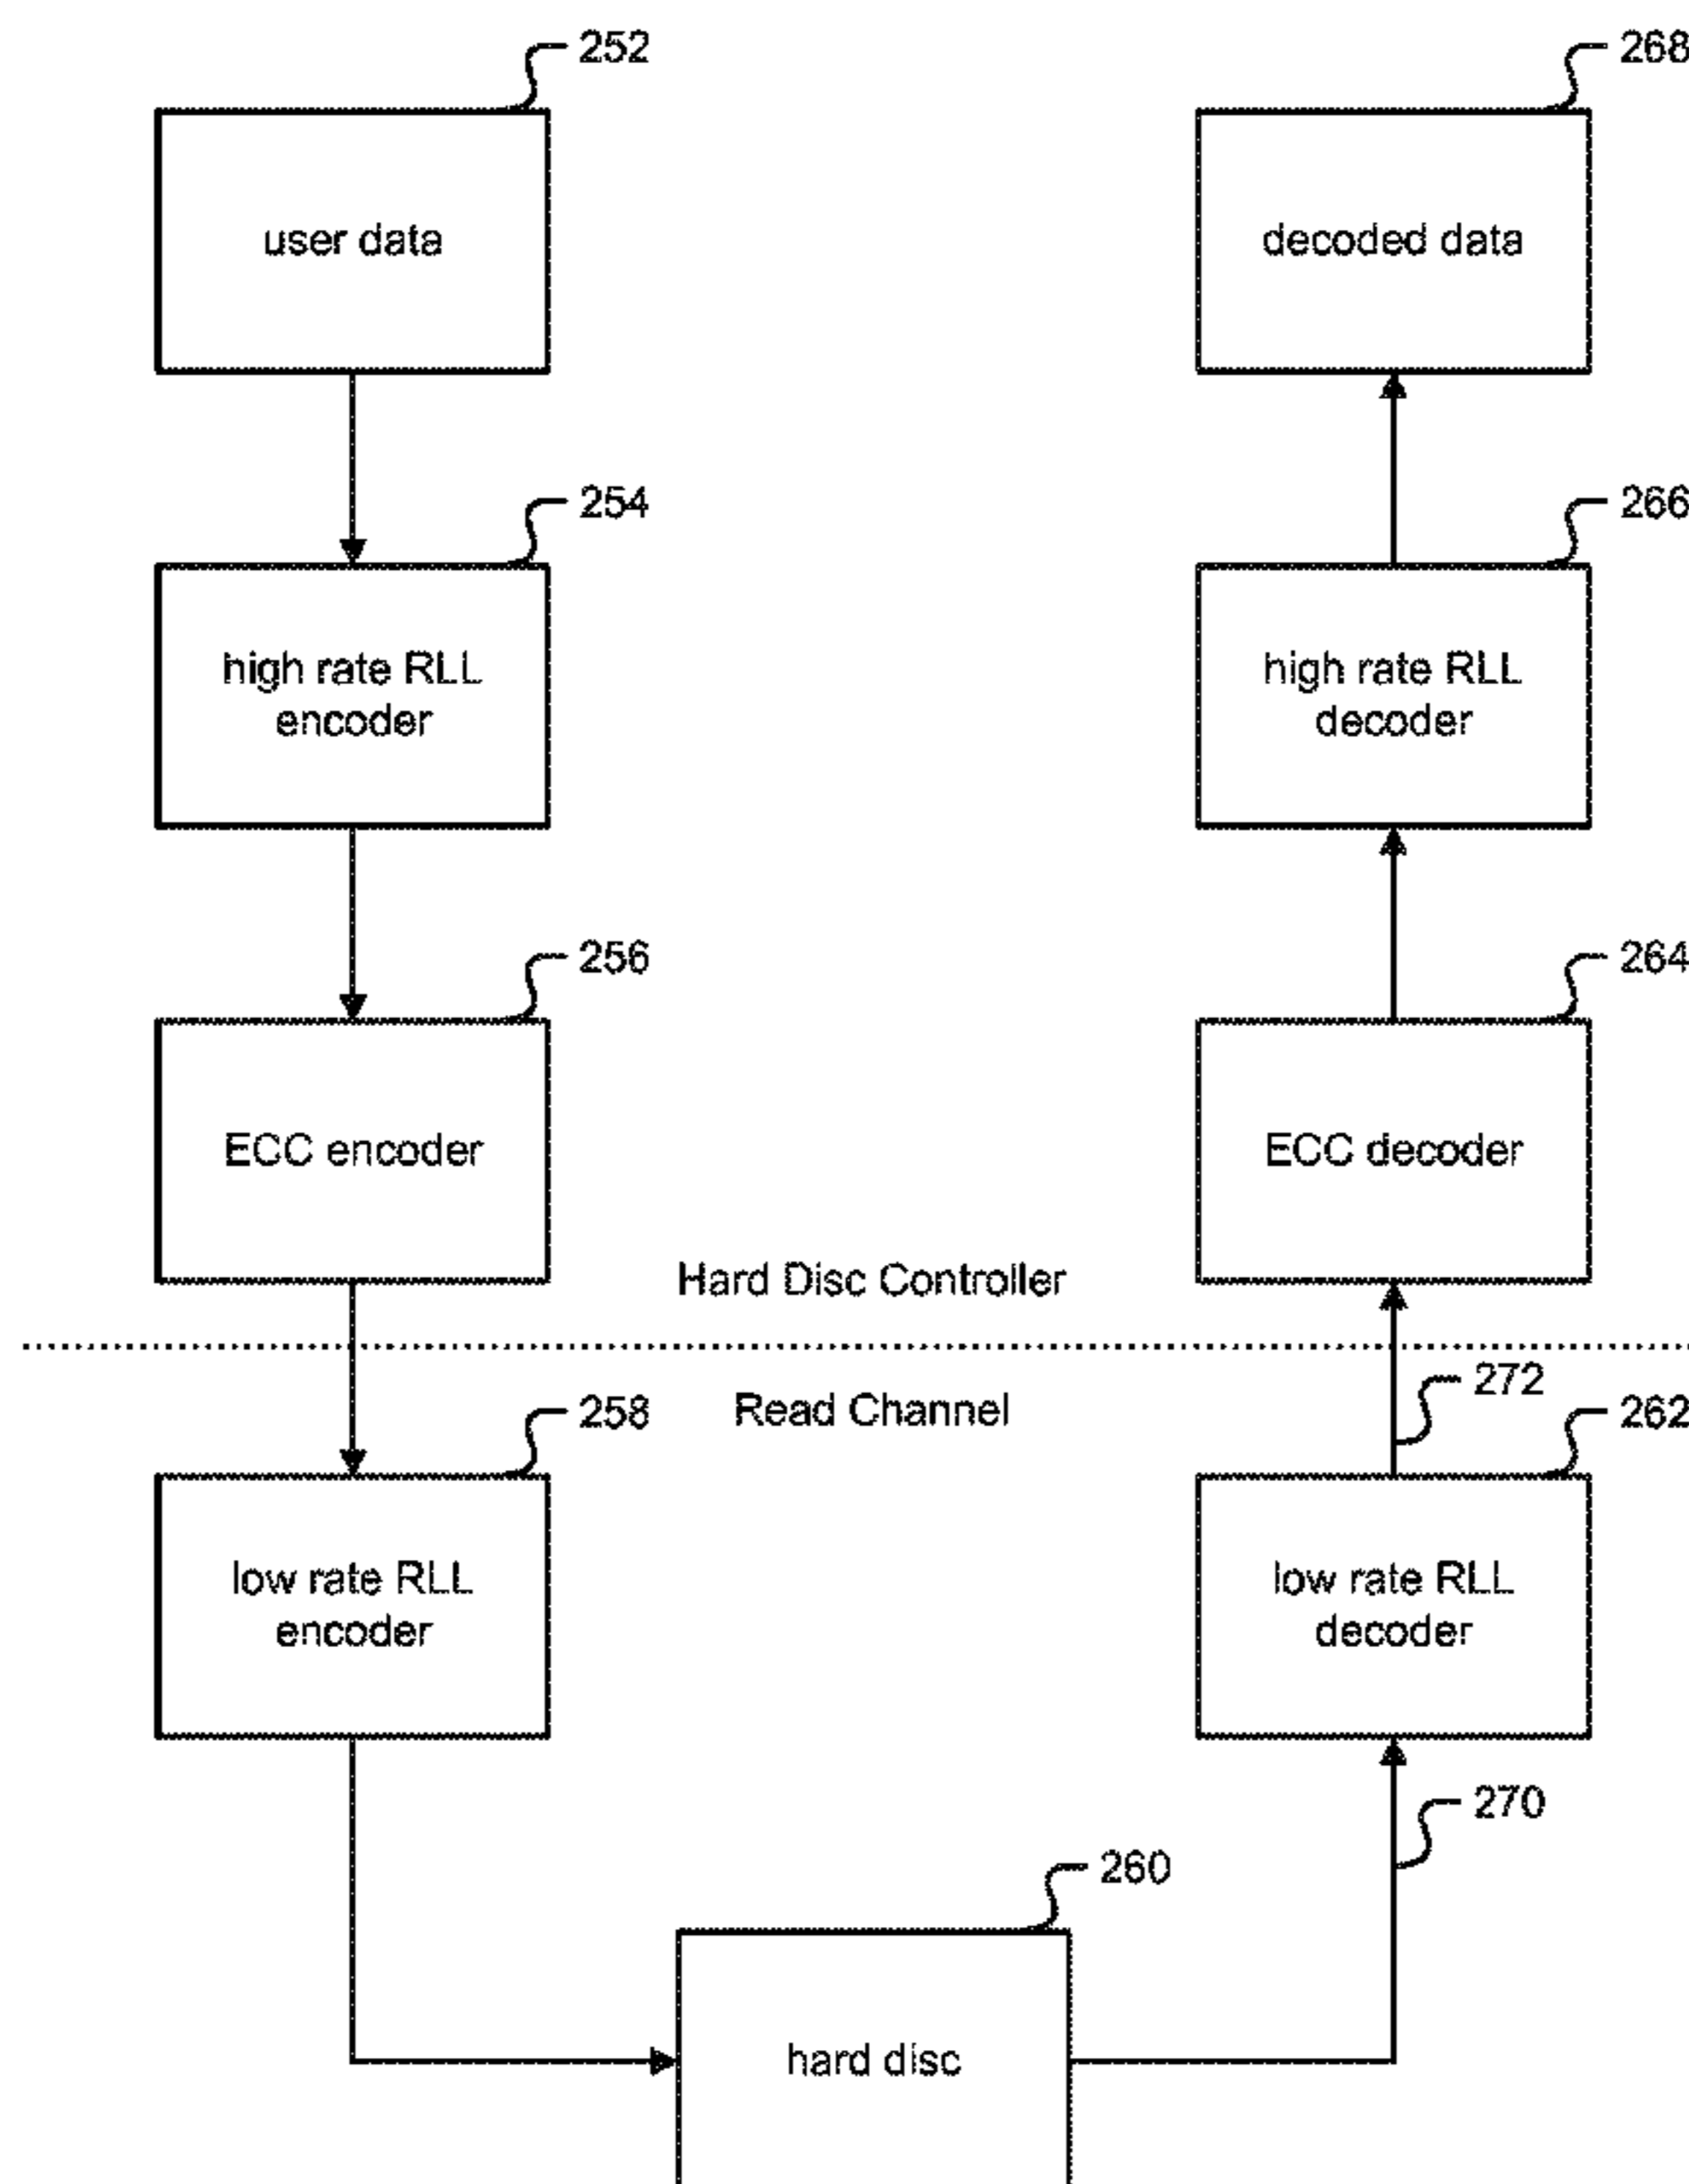 252
268
user data
decoded data
254
266
high rate RLL
encoder
high rate RLL
decoder
256
264
ECC encoder
ECC decoder
Hard Disc Controller
Read Channel
272
258
262
low rate RLL
encoder
low rate RLL
decoder
270
260
hard disc